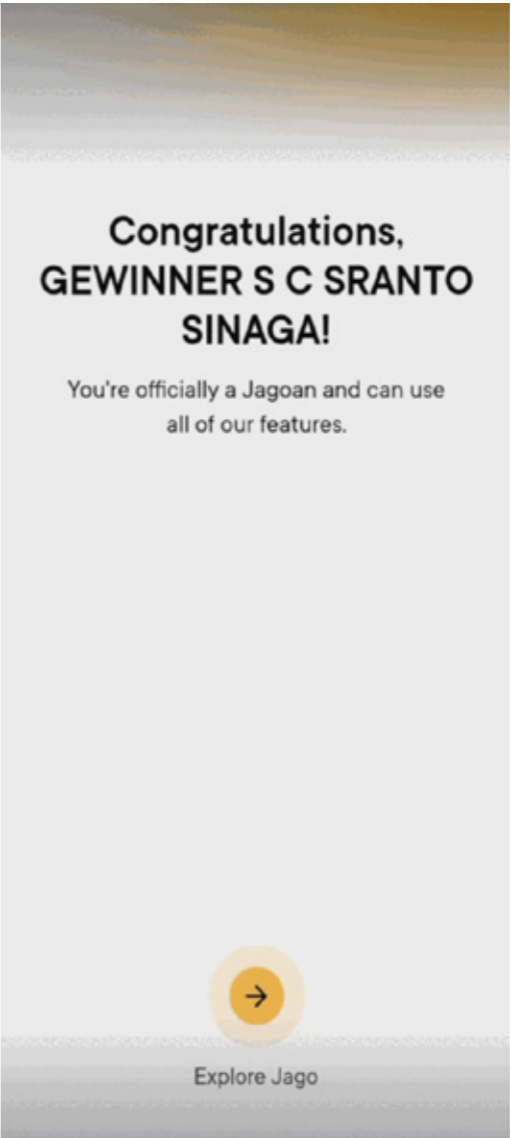 Congratulations,
GEWINNER S C SRANTO
SINAGA!
You're officially a Jagoan and can use
all of our features.
Explore Jago